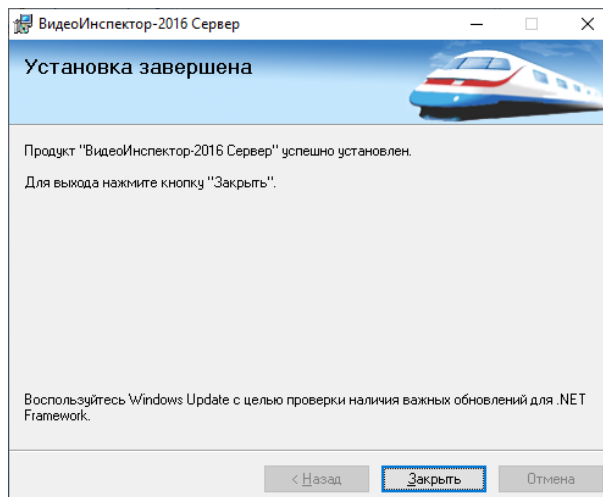 ВидеоИнспектор-2016 Сервер
Установка завершена
Продукт "ВидеоИнспектор-2016 Сервер" успешно установлен.
Для выхода нажмите кнопку "Закрыть".
Воспользуйтесь Windows Update с целью проверки наличия важных обновлений для .NET
Framework.
< Назад Закрыть Отмена